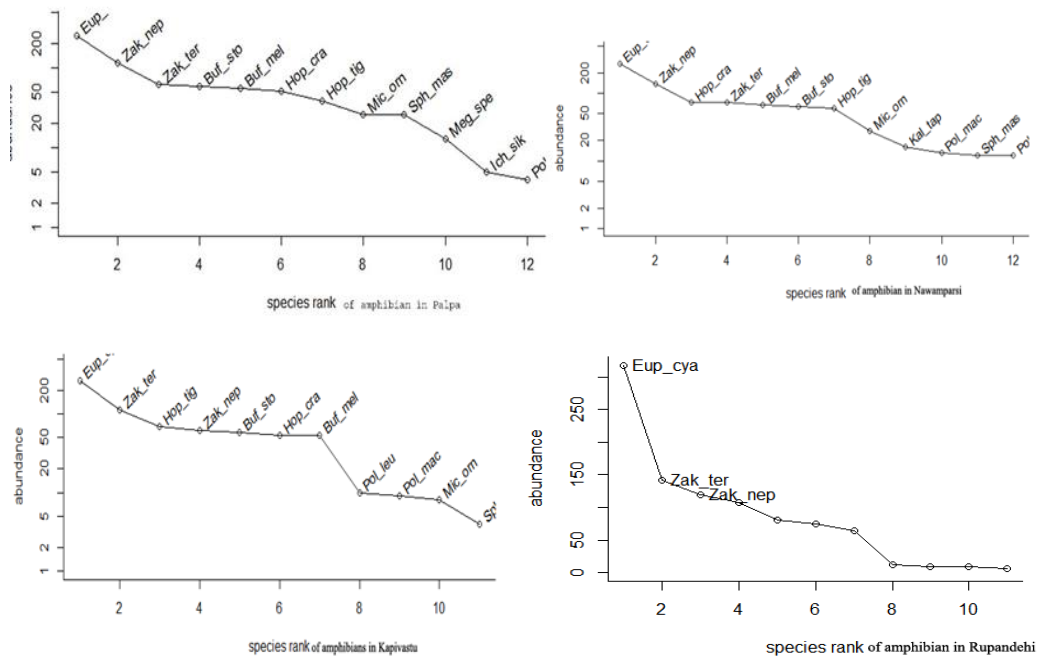 Eup_
Zak_nep
Zak_ter
Buf_sto
Buf_mel
Hop_cra
Hop_tig
Mic_orn
Sph_mas
Meg_spe
Ich_sik
Pol
200
50
20
5
2
1
2 4 6 8 10 12
species rank of amphibian in Palpa
Eup_
Zak_nep
Hop_cra
Zak_ter
Buf_mel
Buf_sto
Hop_tig
Mic_orn
Kal_tap
Pol_mac
Sph_mas
Pol
abundance
200
50
20
5
2
1
2 4 6 8 10 12
species rank of amphibian in Nawamparsi
Eup_
Zak_ter
Hop_tig
Zak_nep
Buf_sto
Hop_cra
Buf_mel
Pol_leu
Pol_mac
Mic_orn
Sp
abundance
200
50
20
5
2
1
2 4 6 8 10
species rank of amphibians in Kapivastu
Eup_cya
Zak_ter
Zak_nep
abundance
250
150
50
0
2 4 6 8 10
species rank of amphibian in Rupandehi